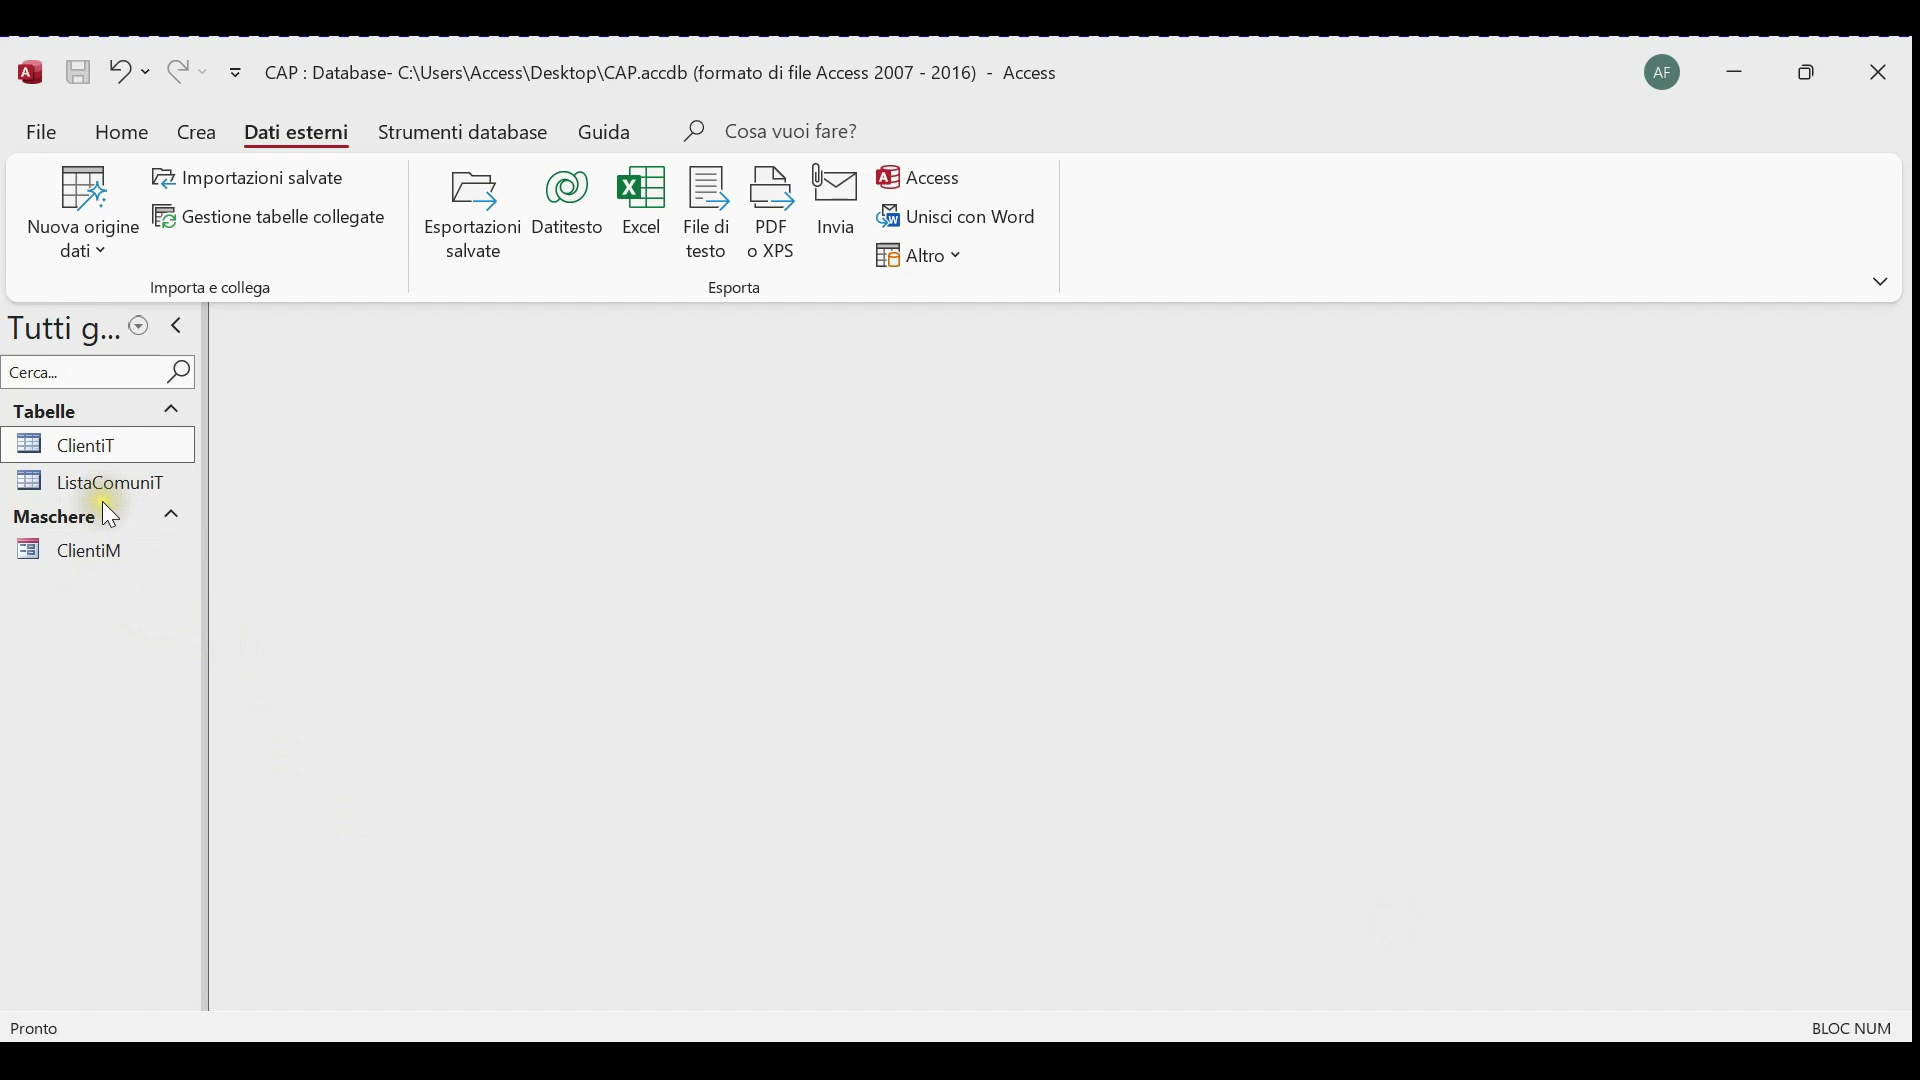 CAP : Database- C:\Users\Access\Desktop\CAP.accdb (formato di file Access 2007 - 2016) - Access
AF
File Home Crea Dati esterni Strumenti database Guida Cosa vuoi fare?
Nuova origine dati
Importazioni salvate
Gestione tabelle collegate
Importa e collega
Esportazioni salvate
Datitesto
Excel
File di testo
PDF o XPS
Invia
Access
Unisci con Word
Altro
Esporta
Tutti g...
Cerca...
Tabelle
ClientiT
ListaComuniT
Maschere
ClientiM
Pronto
BLOC NUM